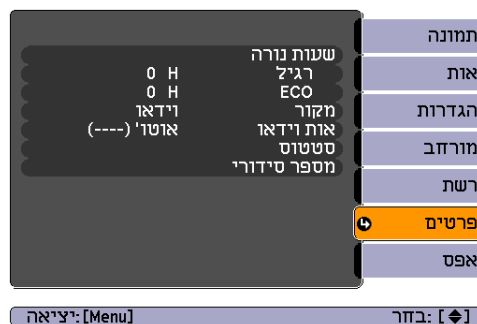 תמונה
אות
הגדרות
מורחב
רשת
פרטים
אפס
שעות נורה
רגיל 0 H
ECO 0 H
מקור וידאו
אות וידאו אוטו' (----)
סטטוס
מספר סידורי
[◆]: בחר [Menu]:יציאה